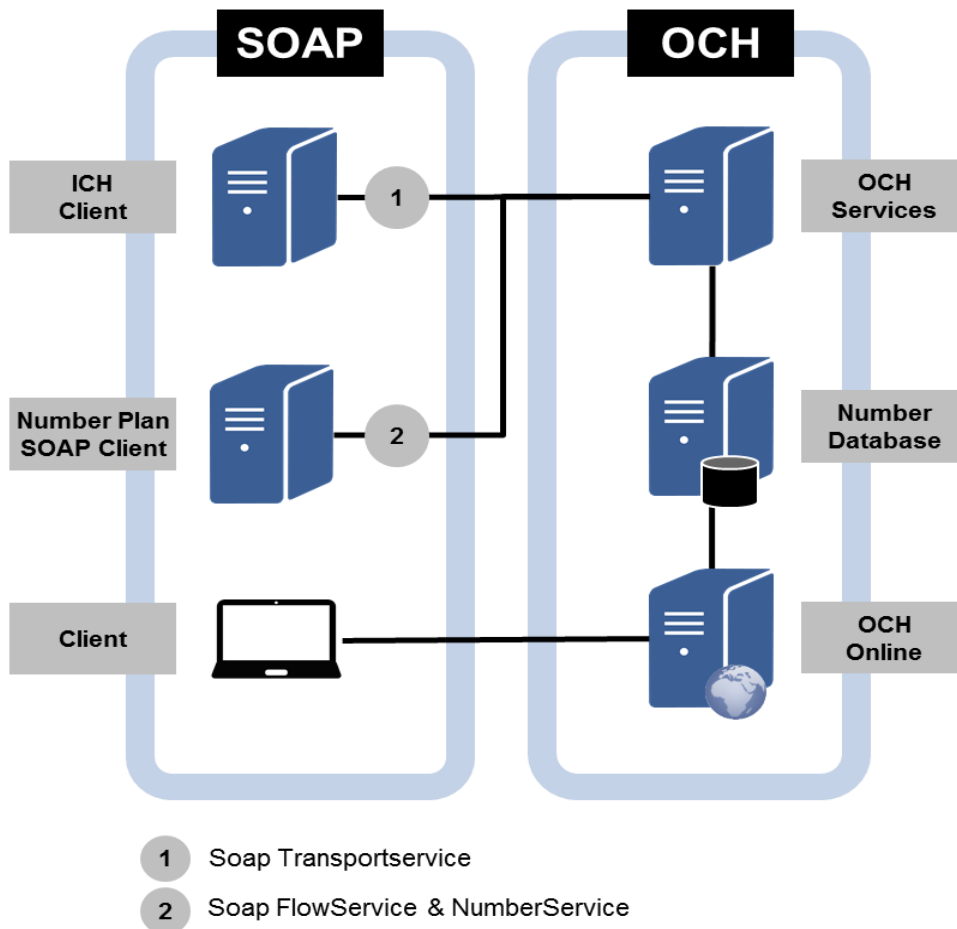 SOAP
OCH
ICH
Client
1
OCH
Services
Number Plan
SOAP Client
2
Number
Database
Client
OCH
Online
1 Soap Transportservice
2 Soap FlowService & NumberService